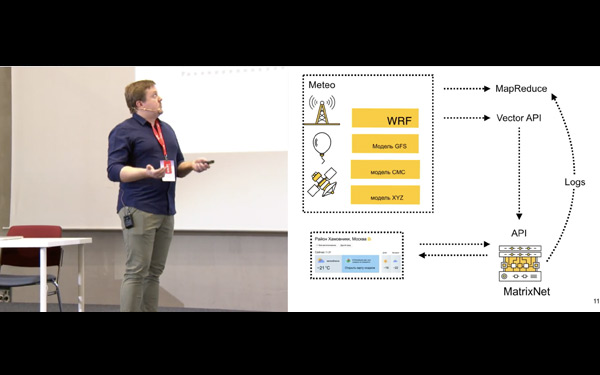 Meteo
WRF
Модель GFS
модель CMC
модель XYZ
MapReduce
Vector API
Logs
API
MatrixNet
Район Хамовники, Москва
-21 °C
11